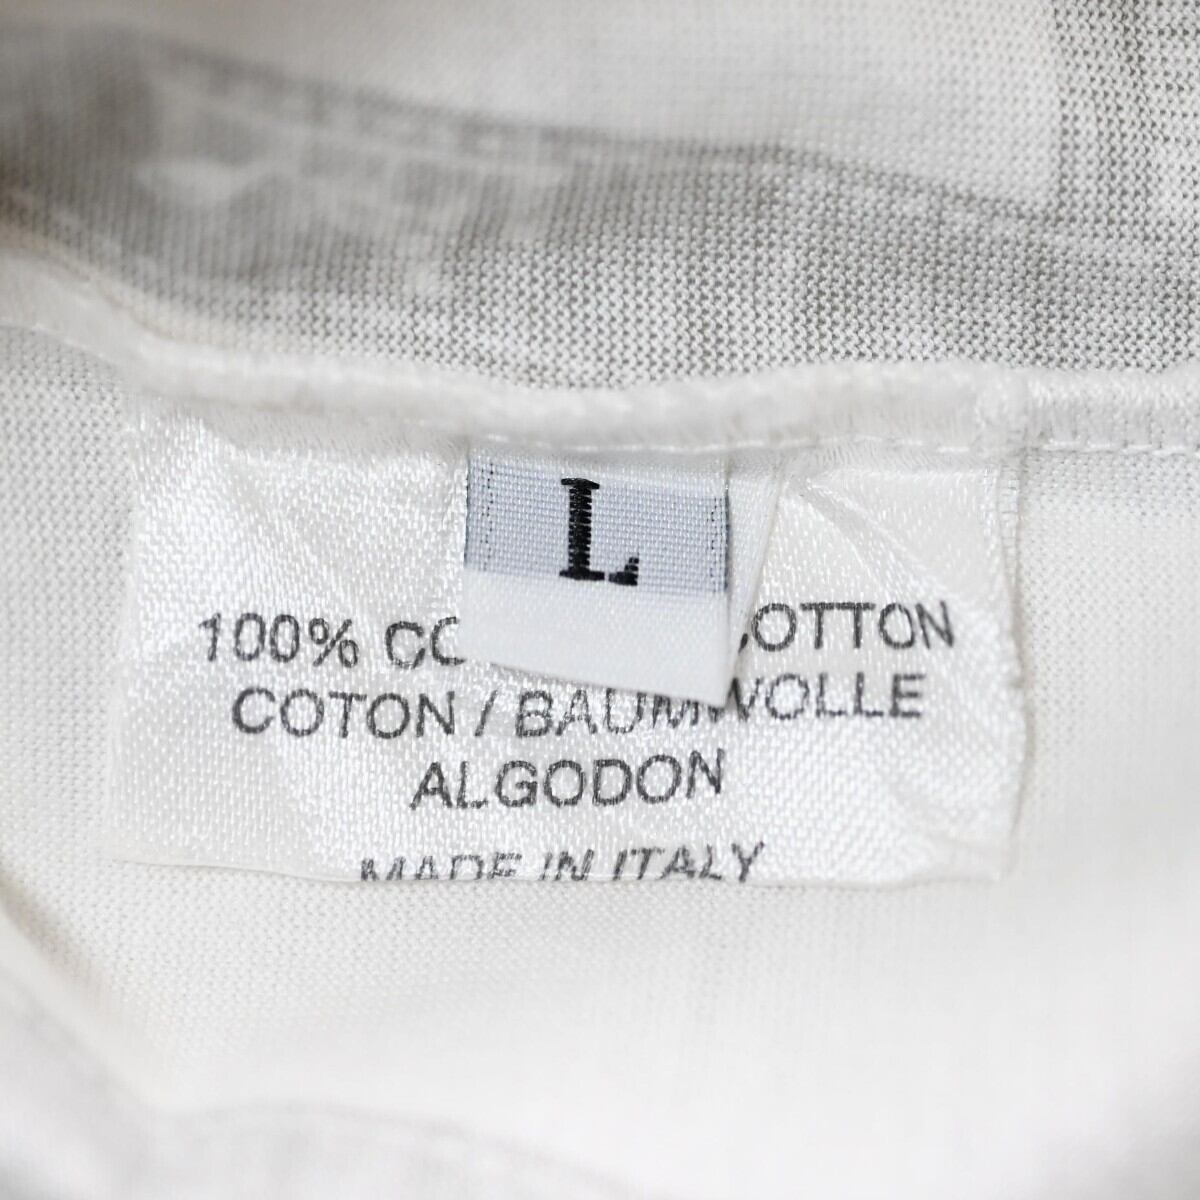 L
100% CO OTTON
COTON / BAUMWOLLE
ALGODON
MADE IN ITALY